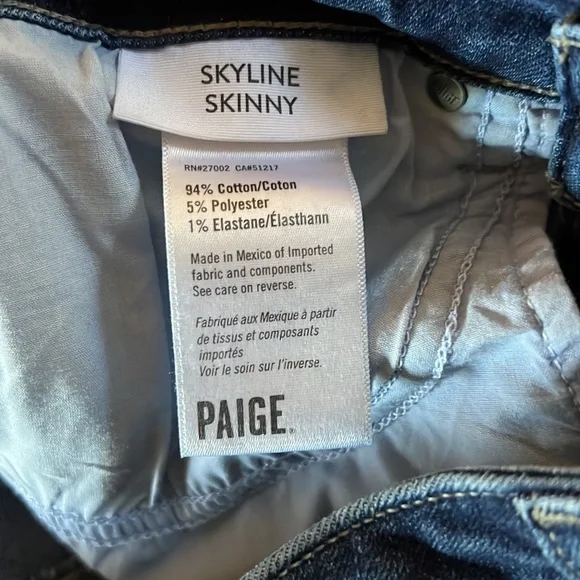 SKYLINE
SKINNY
RN#27002 CA#51217
94% Cotton/Coton
5% Polyester
1% Elastane/Élasthann
Made in Mexico of Imported
fabric and components.
See care on reverse.
Fabriqué aux Mexique à partir
de tissus et composants
importés
Voir le soin sur l'inverse.
PAIGE